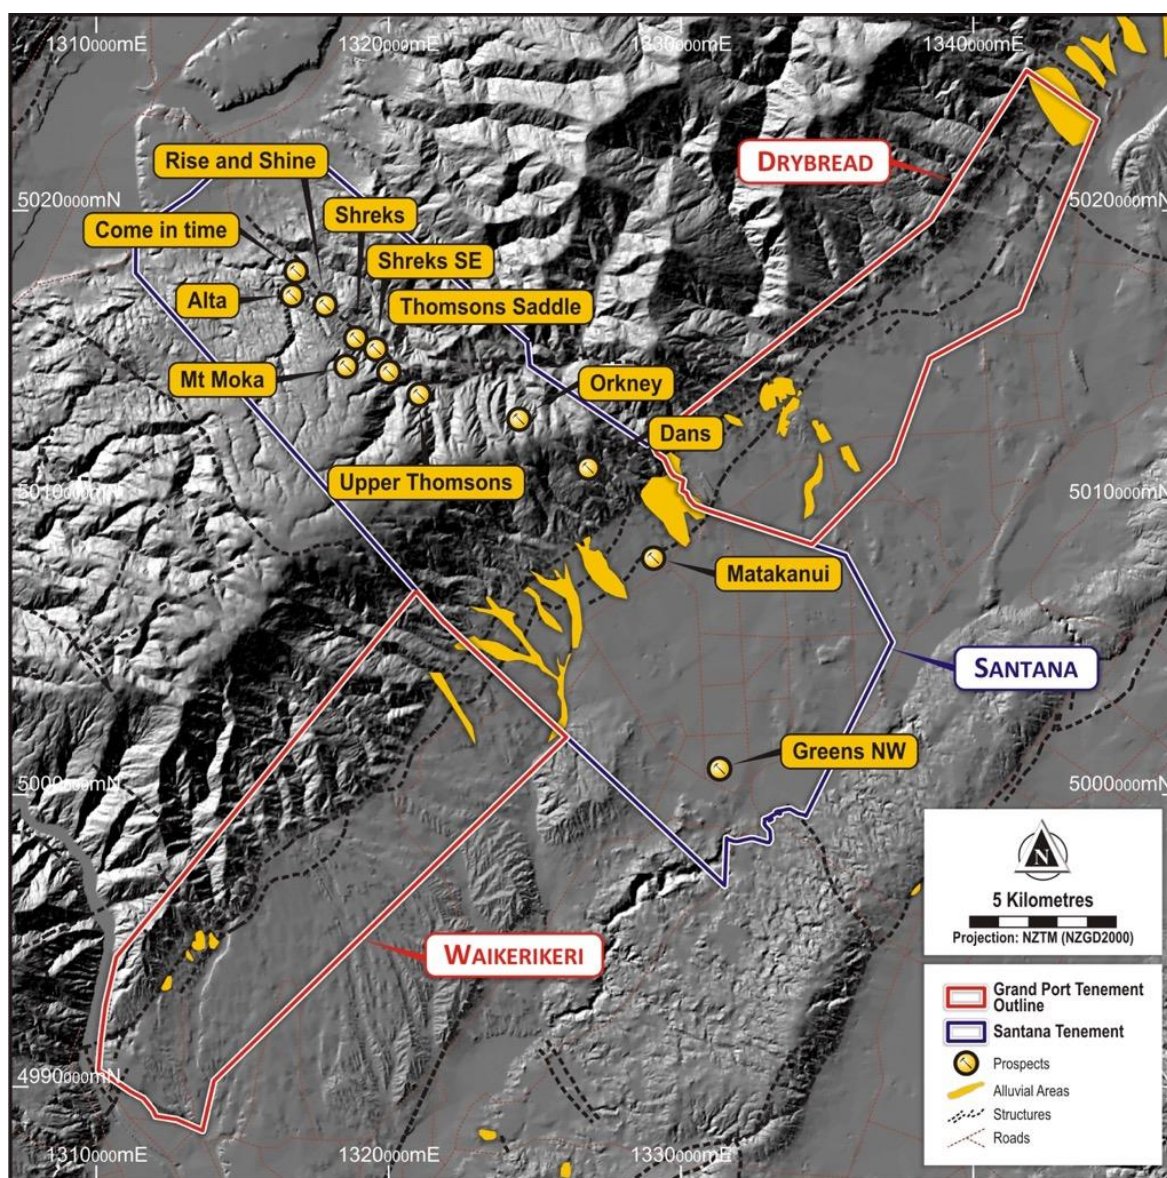 1310000mE
1320000mE
1330000mE
1340000mE
DRYBREAD
Rise and Shine
5020000mN
5020000mN
Shreks
Come in time
Shreks SE
Alta
Thomsons Saddle
Mt Moka
Orkney
Dans
Upper Thomsons
5010000mN
5010000mN
Matakanui
SANTANA
Greens NW
5000000mN
5000000mN
N
5 Kilometres
Projection: NZTM (NZGD2000)
WAIKERIKERI
Grand Port Tenement
Outline
Santana Tenement
Prospects
Alluvial Areas
Structures
Roads
4990000mN
1310000mE
1320000mE
1330000mE